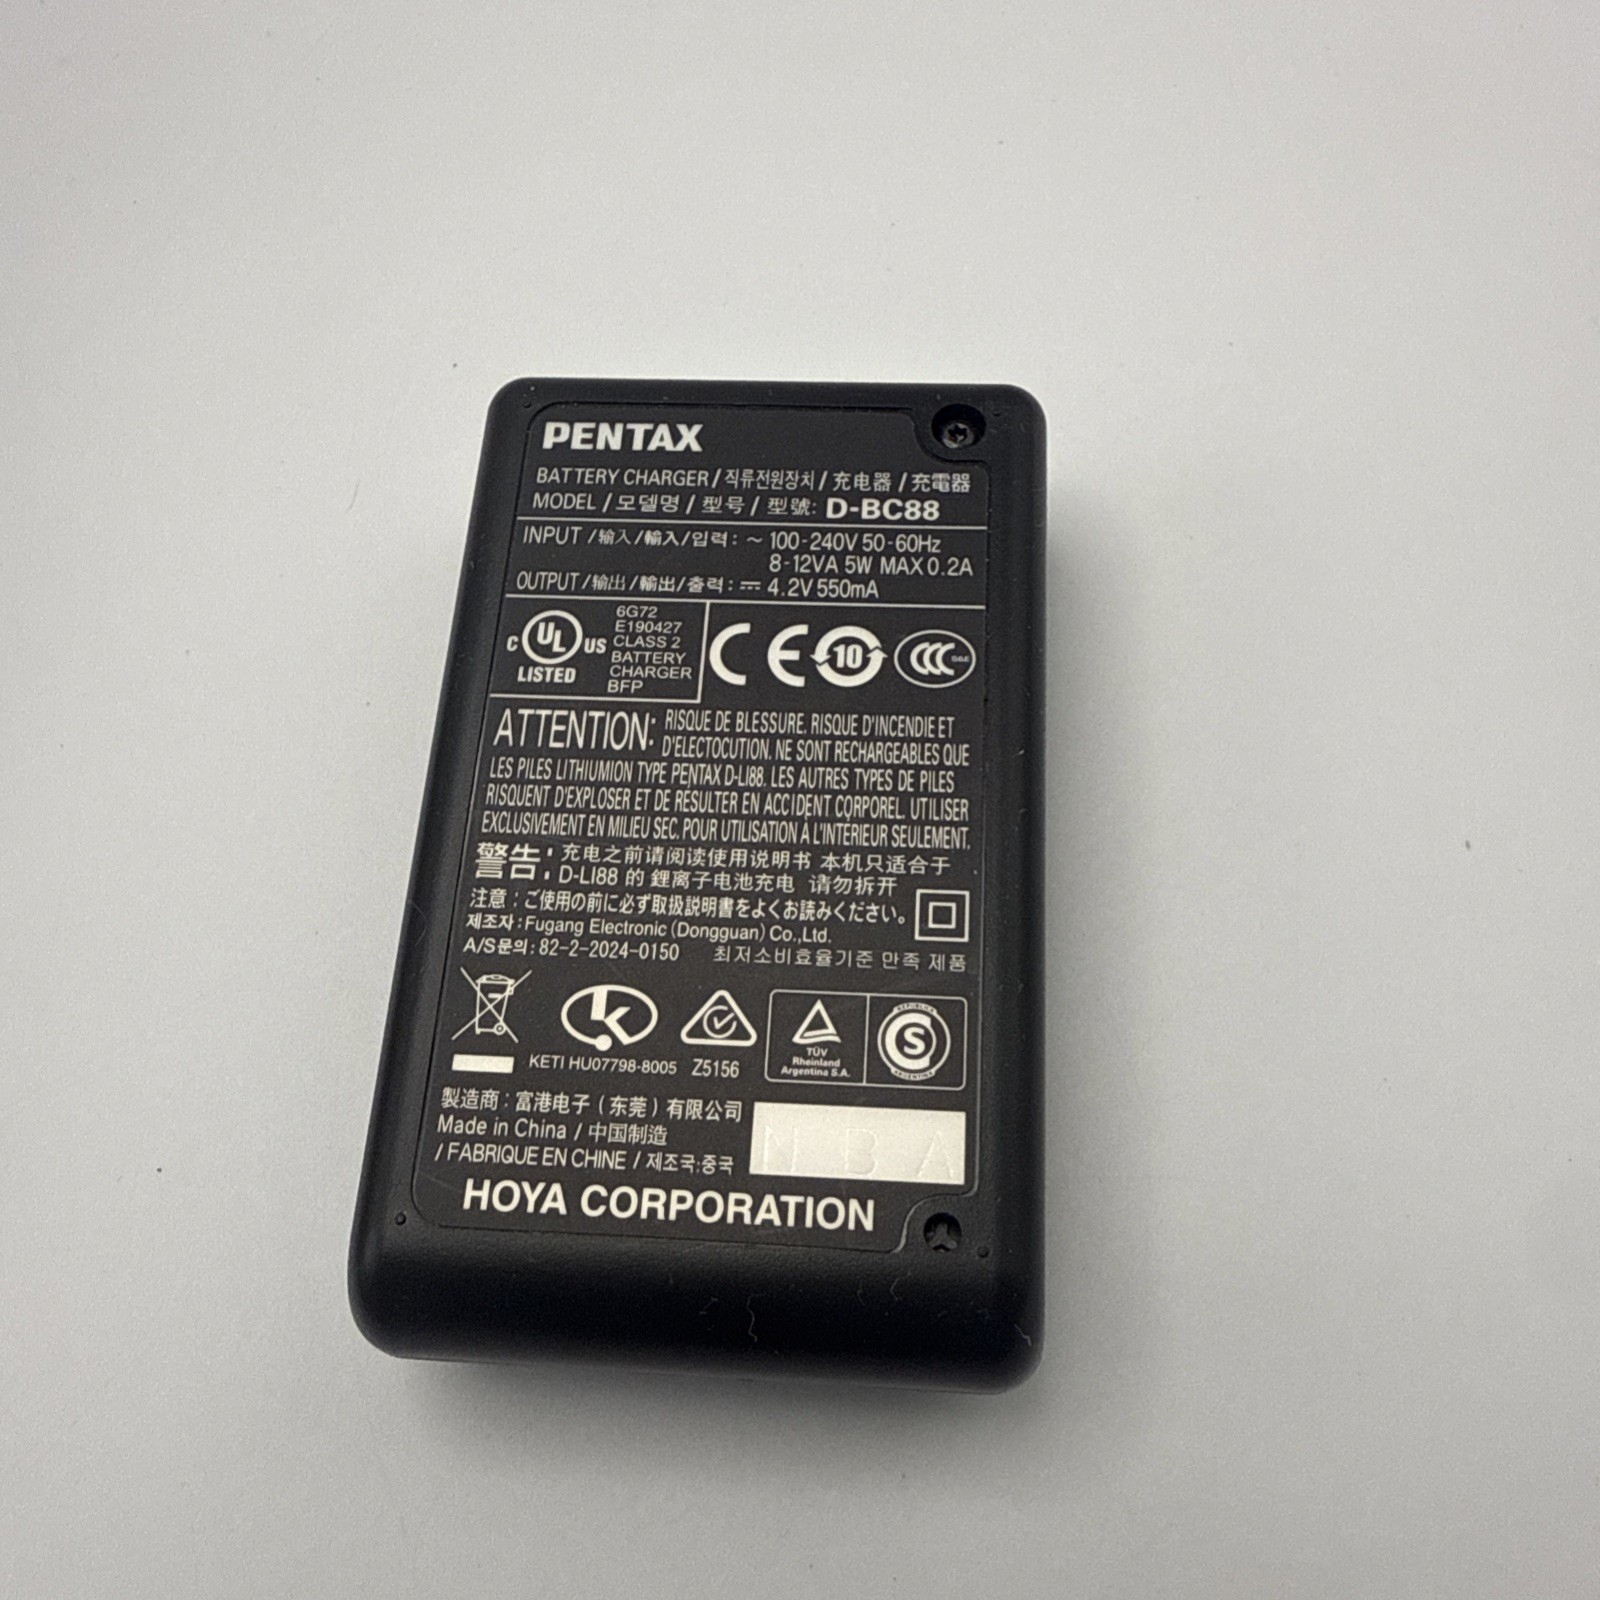 PENTAX
BATTERY CHARGER / 직류전원장치 / 充电器 / 充電器
MODEL / 모델명 / 型号 / 型號: D-BC88
INPUT /输入/輸入/입력: ~ 100-240V 50-60Hz
8-12VA 5W MAX 0.2A
OUTPUT /输出/輸出/출력: ⎓ 4.2V 550mA
C UL US LISTED
6G72
E190427
CLASS 2
BATTERY
CHARGER
BFP
CE 10 CCC S&E
ATTENTION: RISQUE DE BLESSURE. RISQUE D'INCENDIE ET
D'ELECTOCUTION. NE SONT RECHARGEABLES QUE
LES PILES LITHIUMION TYPE PENTAX D-LI88. LES AUTRES TYPES DE PILES
RISQUENT D'EXPLOSER ET DE RESULTER EN ACCIDENT CORPOREL. UTILISER
EXCLUSIVEMENT EN MILIEU SEC. POUR UTILISATION À L'INTERIEUR SEULEMENT.
警告: 充电之前请阅读使用说明书 本机只适合于
D-LI88 的 鋰离子电池充电 请勿拆开
注意：ご使用の前に必ず取扱説明書をよくお読みください。
제조자: Fugang Electronic (Dongguan) Co.,Ltd.
A/S문의: 82-2-2024-0150 최저소비효율기준 만족 제품
KETI HU07798-8005
Z5156
TÜV
Rheinland
Argentina S.A.
REPUBLICA
S
ARGENTINA
製造商：富港电子（东莞）有限公司
Made in China / 中国制造
/ FABRIQUE EN CHINE / 제조국:중국
N B A
HOYA CORPORATION